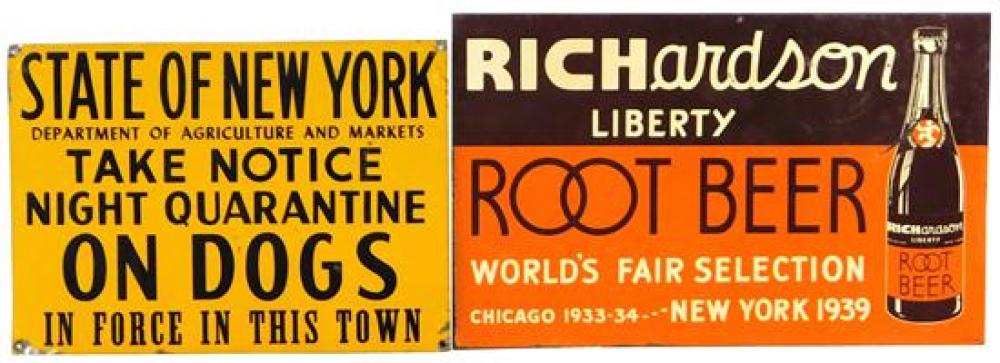 STATE OF NEW YORK
DEPARTMENT OF AGRICULTURE AND MARKETS
TAKE NOTICE
NIGHT QUARANTINE
ON DOGS
IN FORCE IN THIS TOWN
RICHardson
LIBERTY
ROOT BEER
WORLD'S FAIR SELECTION
CHICAGO 1933-34--- NEW YORK 1939
RICHardson
LIBERTY
ROOT
BEER